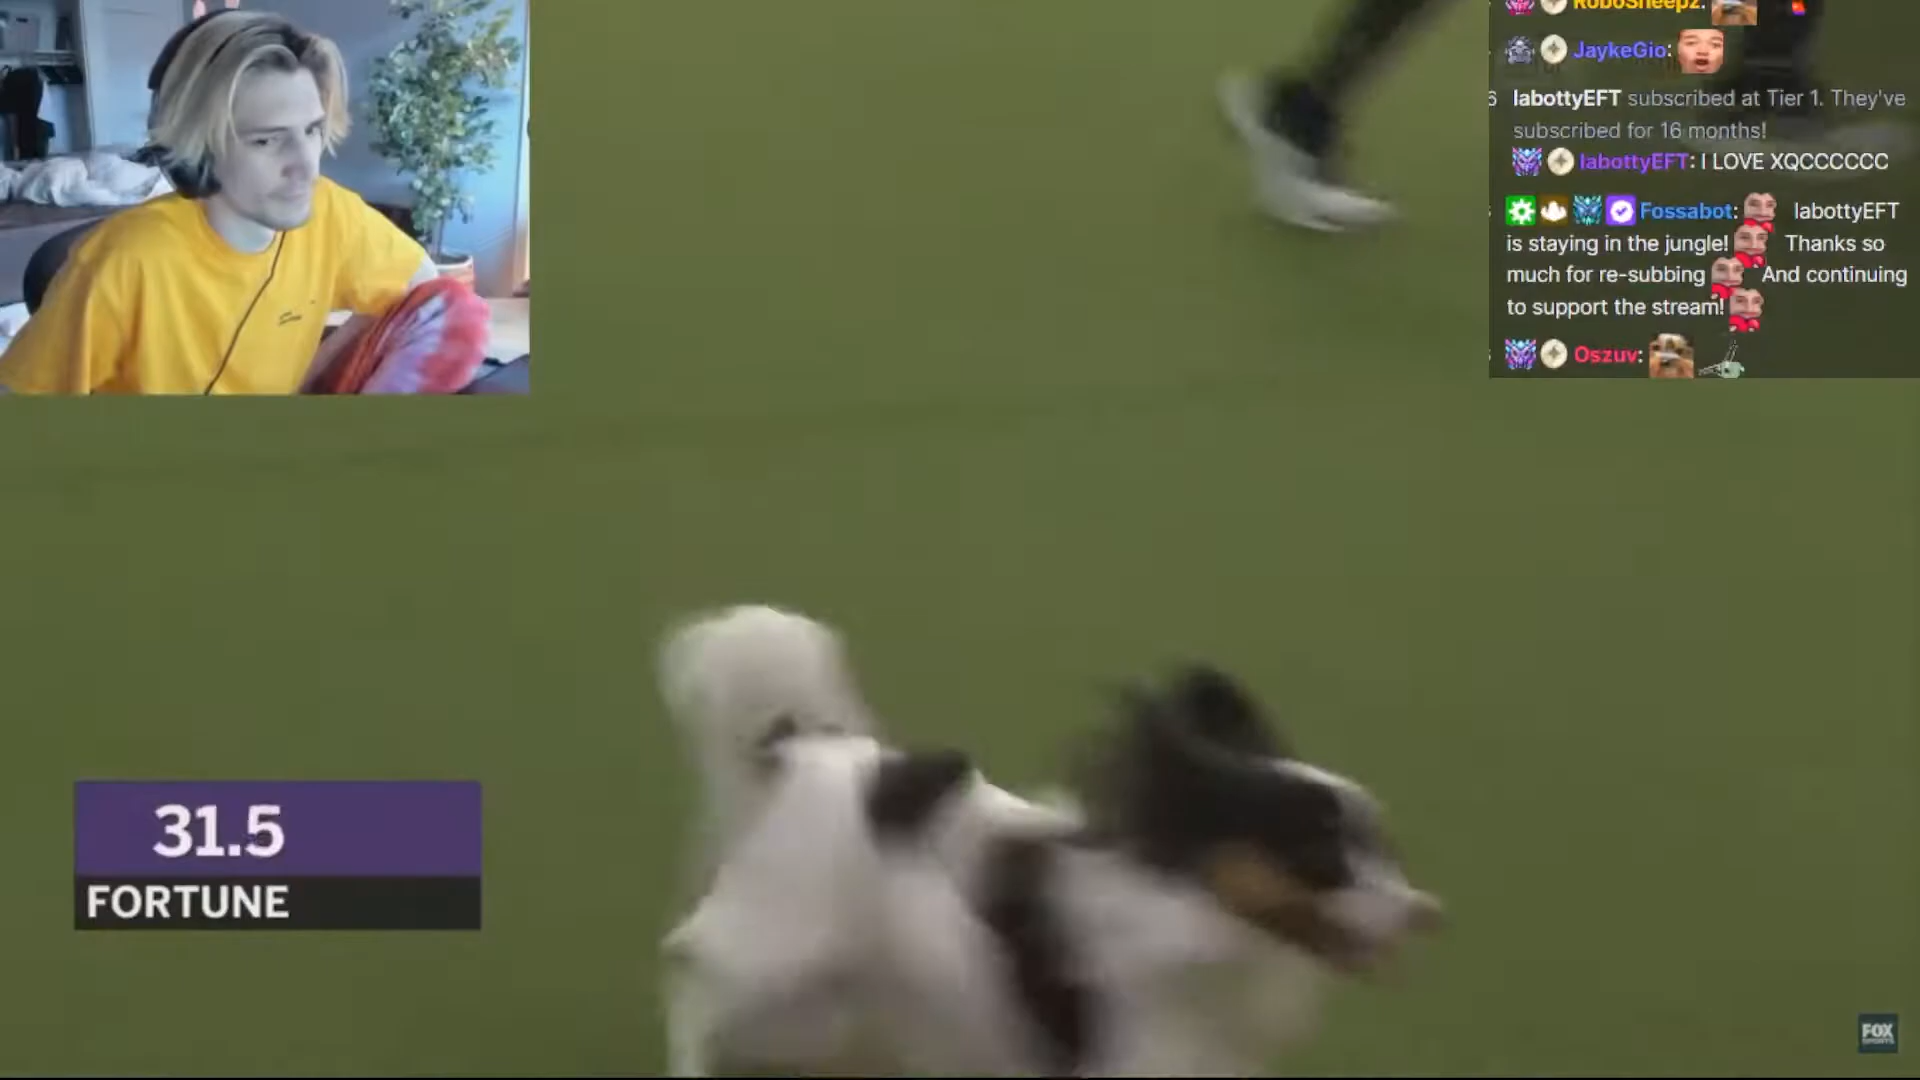 RoboSheepz:
JaykeGio:
labottyEFT subscribed at Tier 1. They've
subscribed for 16 months!
labottyEFT: I LOVE XQCCCCCC
Fossabot: labottyEFT
is staying in the jungle! Thanks so
much for re-subbing And continuing
to support the stream!
Oszuv:
31.5
FORTUNE
FOX
SPORTS